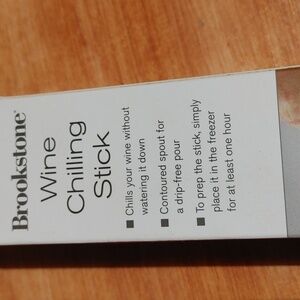 Brookstone®
Wine
Chilling
Stick
■ Chills your wine without
watering it down
■ Contoured spout for
a drip-free pour
■ To prep the stick, simply
place it in the freezer
for at least one hour